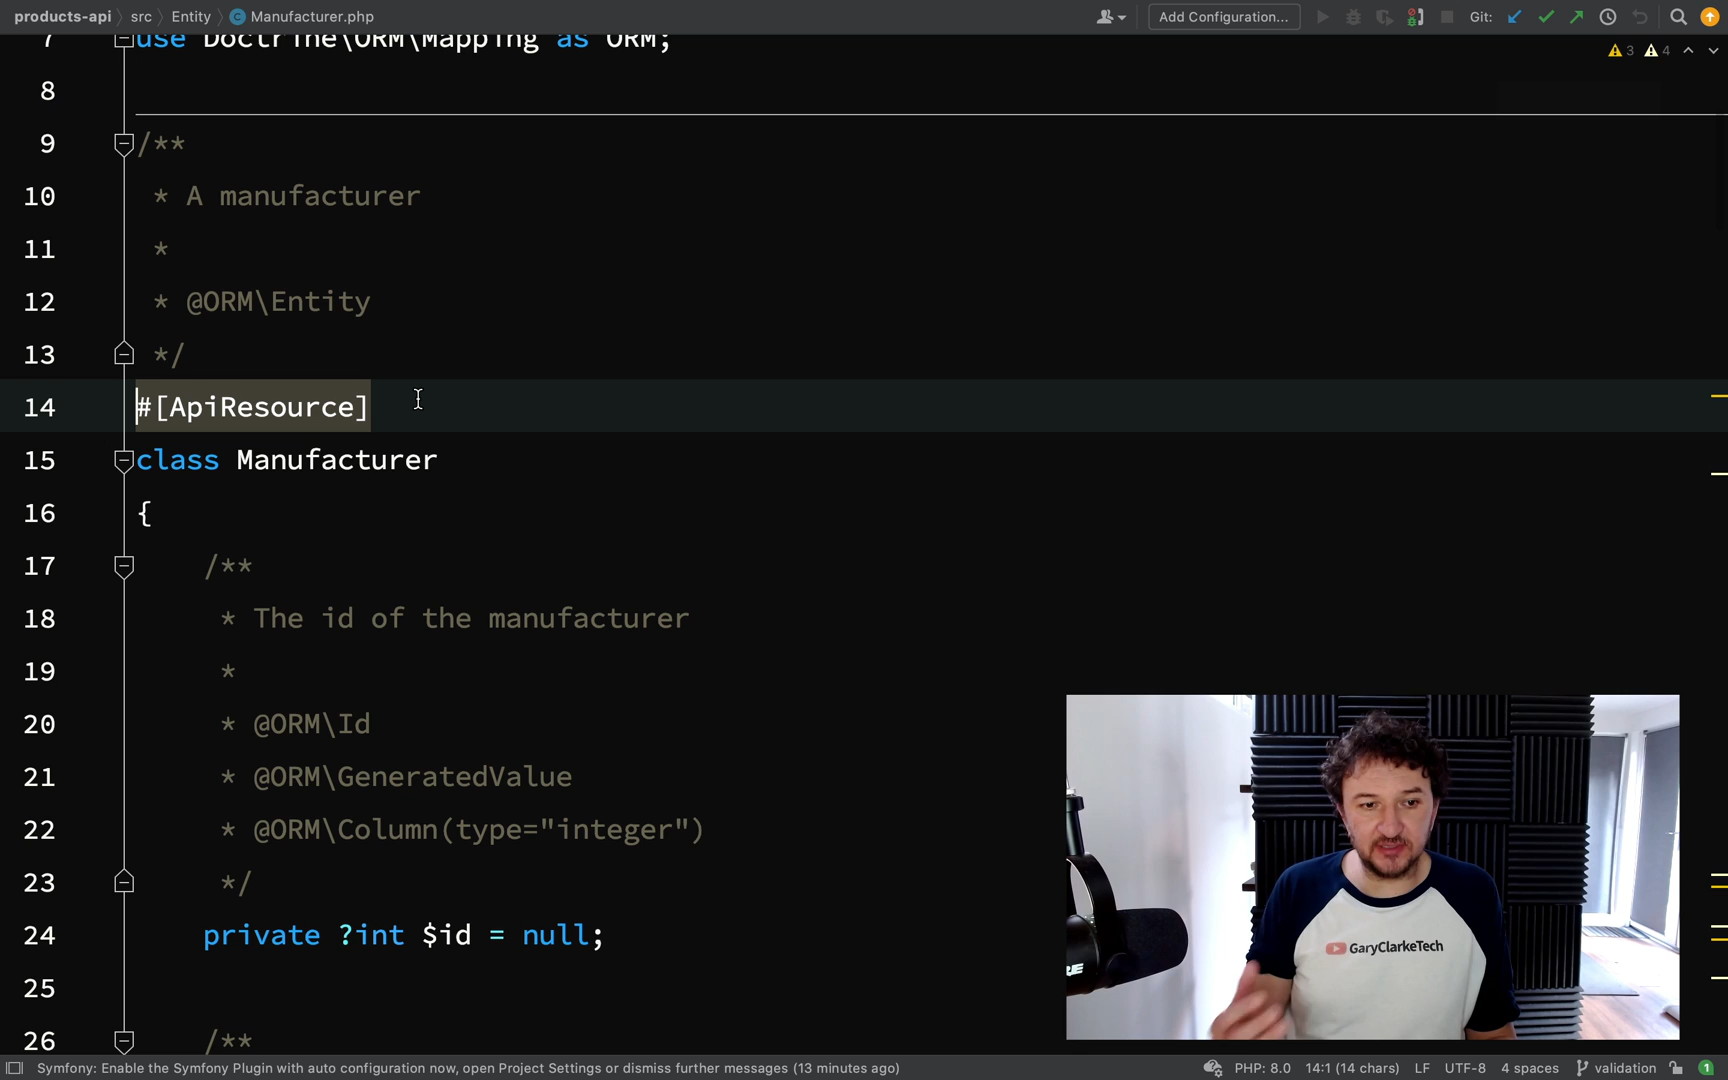 products-api src Entity Manufacturer.php Add Configuration... Git:
3 4
7 use Doctrine\ORM\Mapping as ORM;
8
9 /**
10 * A manufacturer
11 *
12 * @ORM\Entity
13 */
14 #[ApiResource]
15 class Manufacturer
16 {
17 /**
18 * The id of the manufacturer
19 *
20 * @ORM\Id
21 * @ORM\GeneratedValue
22 * @ORM\Column(type="integer")
23 */
24 private ?int $id = null;
25
26 /**
GaryClarkeTech
Symfony: Enable the Symfony Plugin with auto configuration now, open Project Settings or dismiss further messages (13 minutes ago) PHP: 8.0 14:1 (14 chars) LF UTF-8 4 spaces validation 1